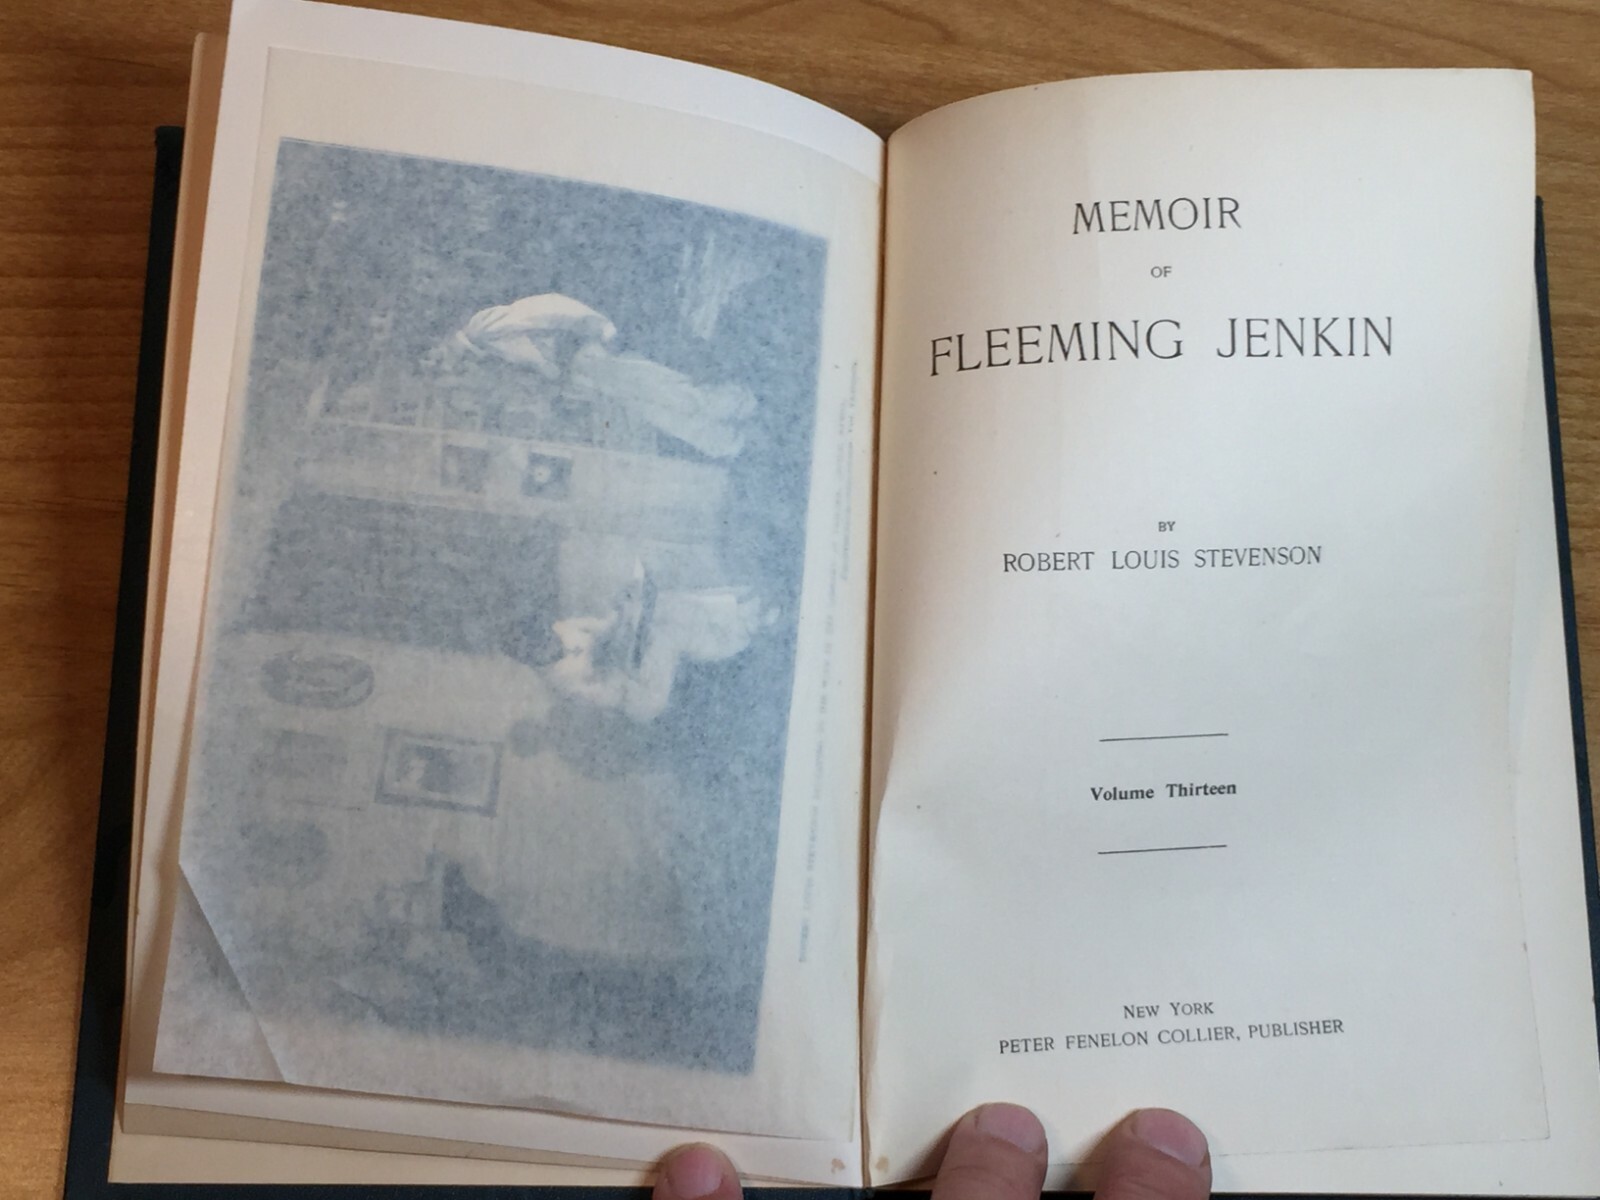 MEMOIR
OF
FLEEMING JENKIN
BY
ROBERT LOUIS STEVENSON
Volume Thirteen
NEW YORK
PETER FENELON COLLIER, PUBLISHER